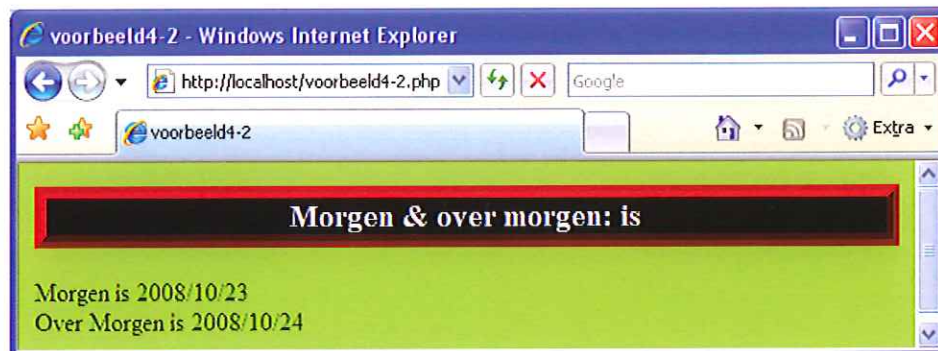 voorbeeld4-2 - Windows Internet Explorer
http://localhost/voorbeeld4-2.php
Google
voorbeeld4-2
Extra
Morgen & over morgen: is
Morgen is 2008/10/23
Over Morgen is 2008/10/24